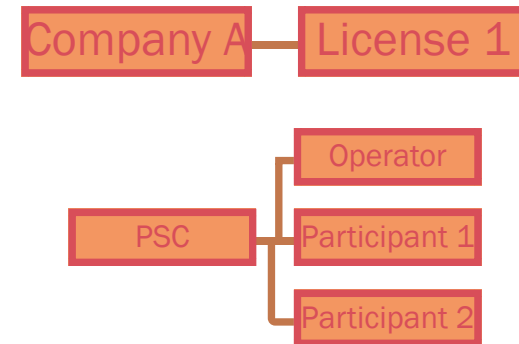 Company A
License 1
Operator
PSC
Participant 1
Participant 2